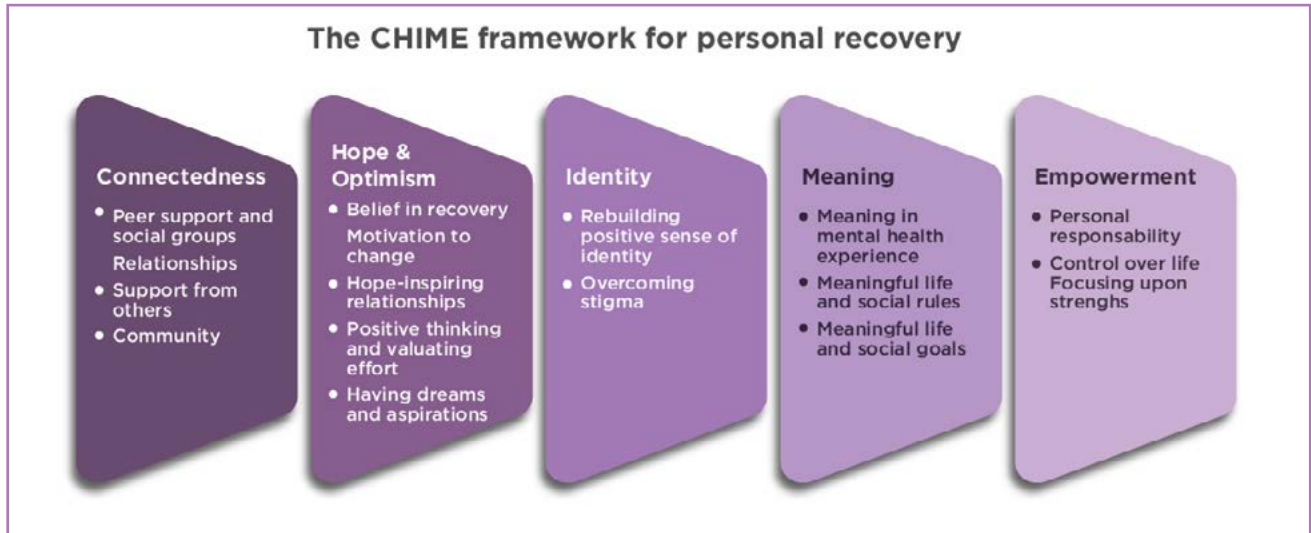 The CHIME framework for personal recovery
Connectedness
• Peer support and
social groups
Relationships
• Support from
others
• Community
Hope &
Optimism
• Belief in recovery
Motivation to
change
• Hope-inspiring
relationships
• Positive thinking
and valuating
effort
• Having dreams
and aspirations
Identity
• Rebuilding
positive sense of
identity
• Overcoming
stigma
Meaning
• Meaning in
mental health
experience
• Meaningful life
and social rules
• Meaningful life
and social goals
Empowerment
• Personal
responsability
• Control over life
Focusing upon
strenghs